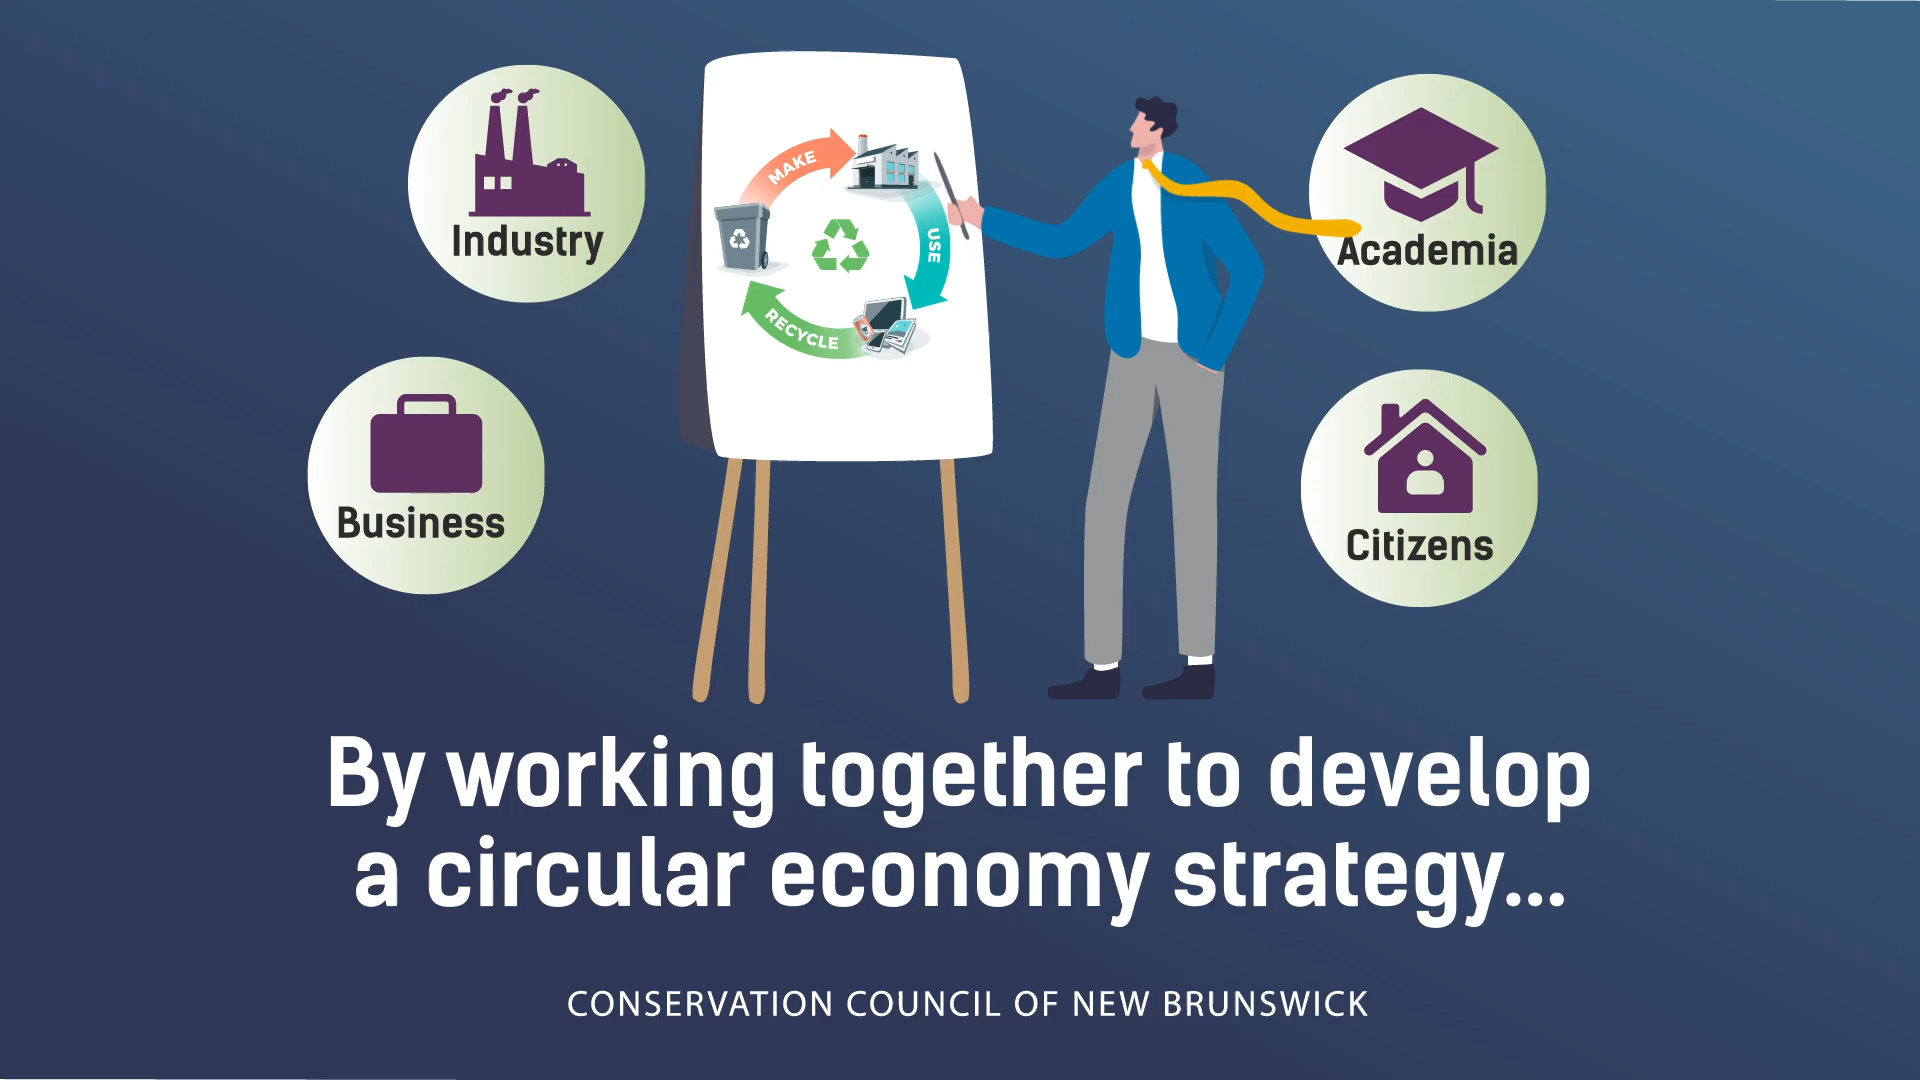 Industry
MAKE
USE
RECYCLE
Academia
Business
Citizens
By working together to develop
a circular economy strategy...
CONSERVATION COUNCIL OF NEW BRUNSWICK